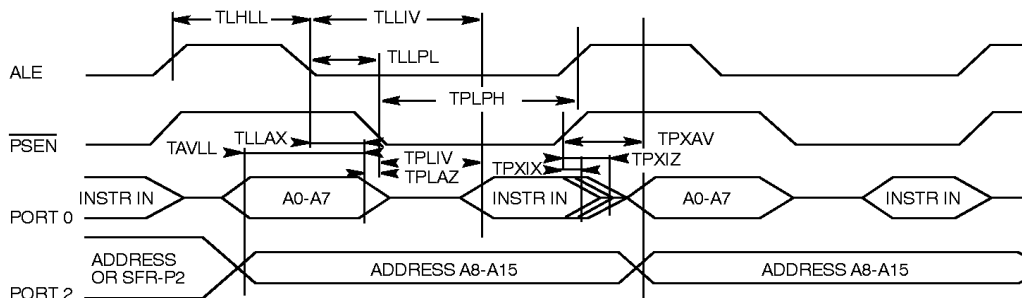 TLHLL TLLIV
TLLPL
ALE
TPLPH
PSEN
TLLAX
TAVLL
TPXAV
TPLIV
TPXIZ
TPLAZ
TPXIX
INSTR IN A0-A7 INSTR IN A0-A7 INSTR IN
PORT 0
ADDRESS
OR SFR-P2
ADDRESS A8-A15 ADDRESS A8-A15
PORT 2